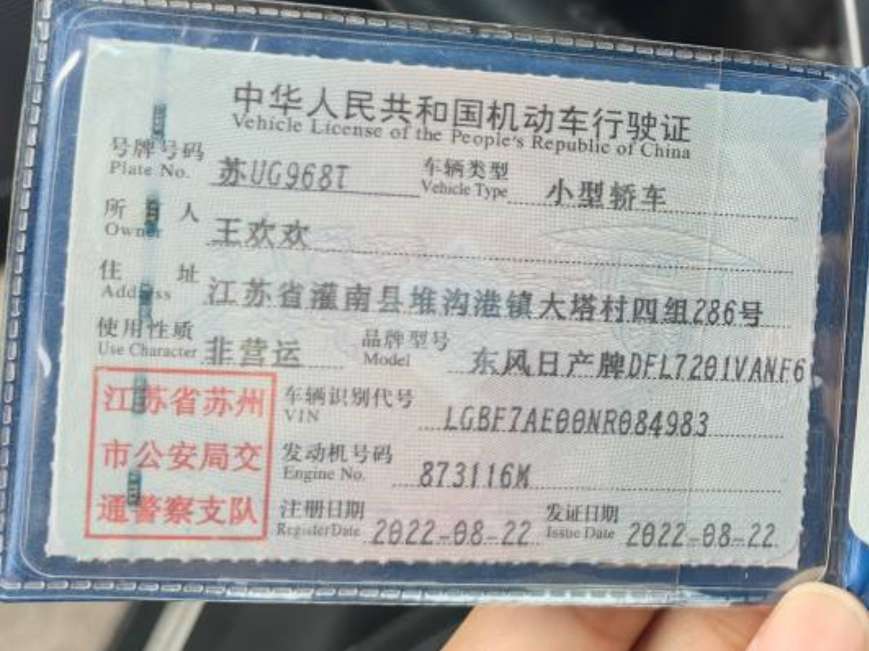 中华人民共和国机动车行驶证
Vehicle License of the People's Republic of China
号牌号码 苏UG968T 车辆类型 小型轿车
Plate No. Vehicle Type
所有人 王欢欢
Owner
住址 江苏省灌南县堆沟港镇大塔村四组286号
Address
使用性质 非营运 品牌型号 东风日产牌DFL7201VANF6
Use Character Model
江苏省苏州 车辆识别代号 LGBF7AE00NR084983
VIN
市公安局交 发动机号码 873116M
Engine No.
通警察支队 注册日期 2022-08-22 发证日期 2022-08-22
Register Date Issue Date